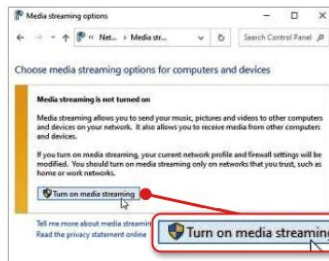 Media streaming options
Net... › Media str...
Search Control Panel
Choose media streaming options for computers and devices
Media streaming is not turned on
Media streaming allows you to send your music, pictures and videos to other computers
and devices on your network. It also allows you to receive media from other computers
and devices.
If you turn on media streaming, your current network profile and firewall settings will be
modified. You should turn on media streaming only on networks that you trust, such as
home or work networks.
Turn on media streaming
Tell me more about media streamin
Read the privacy statement online
Turn on media streaming